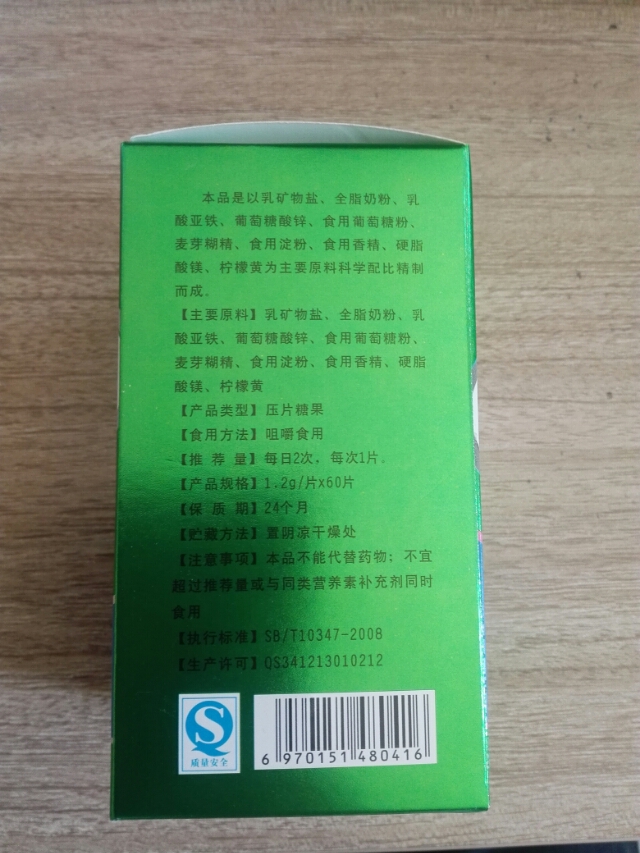 本品是以乳矿物盐、全脂奶粉、乳
酸亚铁、葡萄糖酸锌、食用葡萄糖粉、
麦芽糊精、食用淀粉、食用香精、硬脂
酸镁、柠檬黄为主要原料科学配比精制
而成。
【主要原料】乳矿物盐、全脂奶粉、乳
酸亚铁、葡萄糖酸锌、食用葡萄糖粉、
麦芽糊精、食用淀粉、食用香精、硬脂
酸镁、柠檬黄
【产品类型】压片糖果
【食用方法】咀嚼食用
【推 荐 量】每日2次，每次1片。
【产品规格】1.2g/片x60片
【保 质 期】24个月
【贮藏方法】置阴凉干燥处
【注意事项】本品不能代替药物；不宜
超过推荐量或与同类营养素补充剂同时
食用
【执行标准】SB/T10347-2008
【生产许可】QS341213010212
质量安全
6 970151 480416